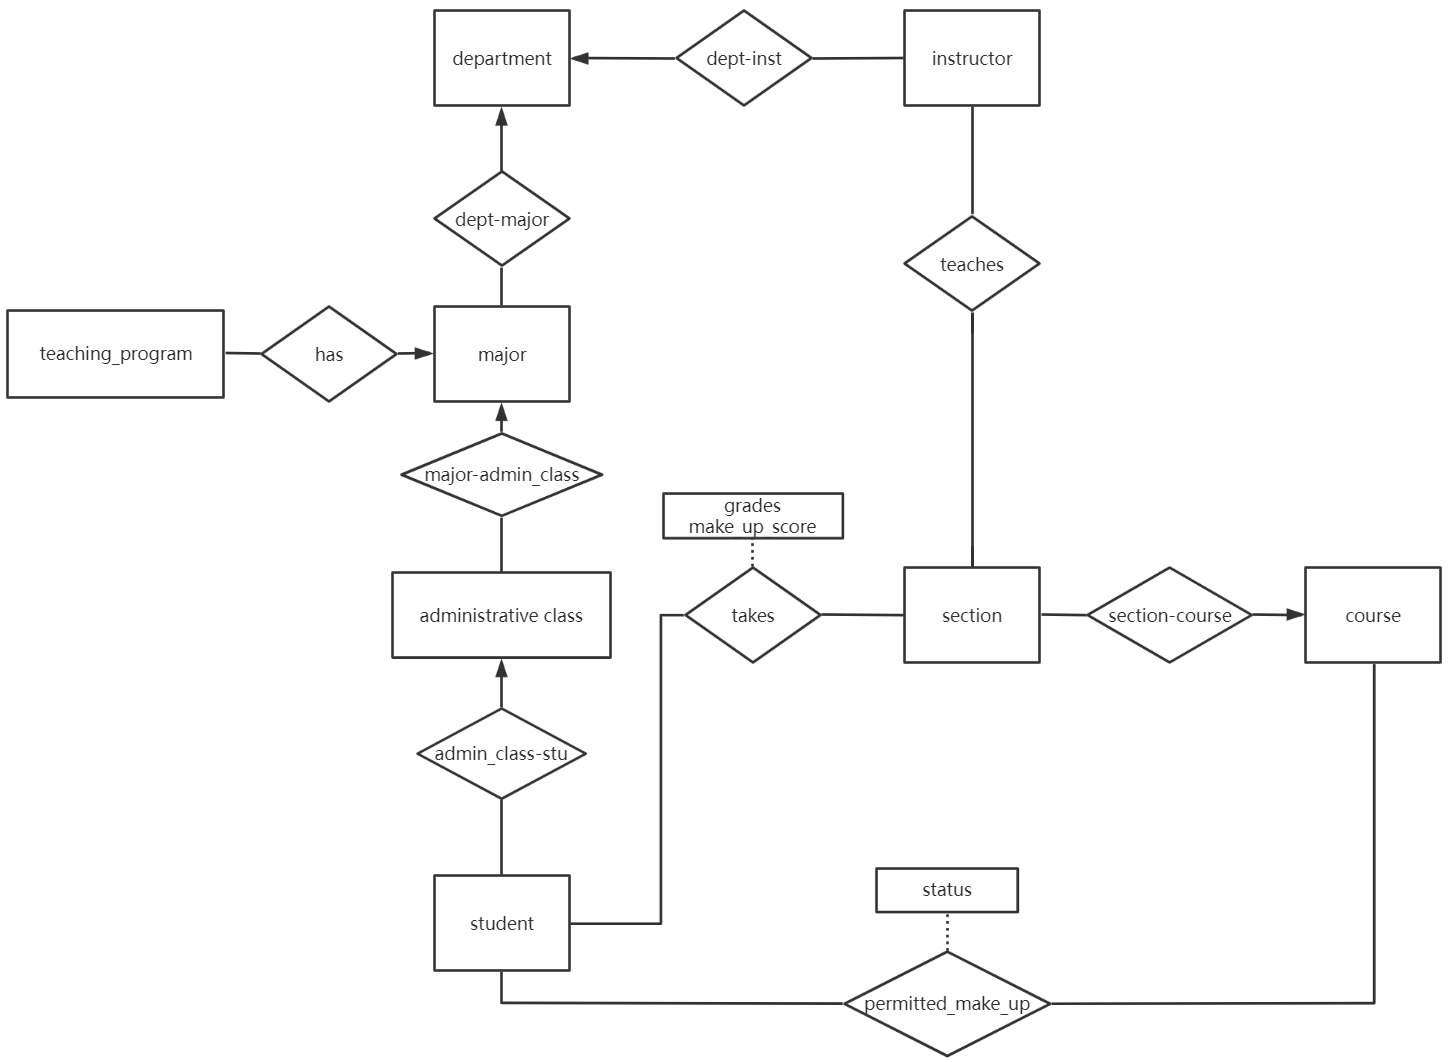 department
dept-inst
instructor
dept-major
teaches
teaching_program
has
major
major-admin_class
grades
make_up_score
administrative class
takes
section
section-course
course
admin_class-stu
status
student
permitted_make_up